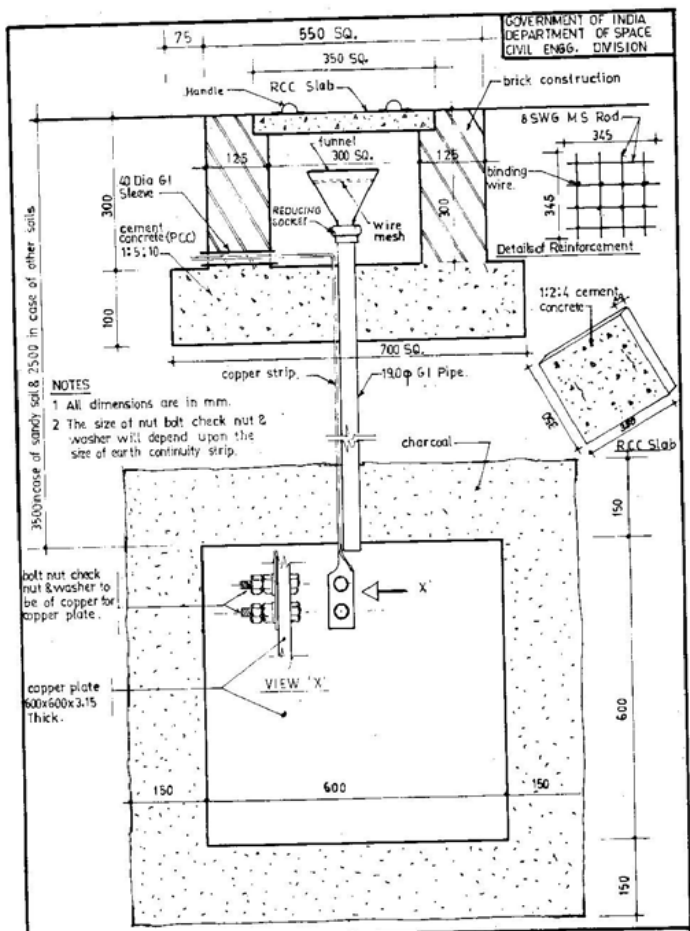 GOVERNMENT OF INDIA
DEPARTMENT OF SPACE
CIVIL ENGG. DIVISION
75
550 SQ.
350 SQ.
Handle
RCC Slab
brick construction
8 SWG M S Rod
345
funnel
125
300 SQ.
125
40 Dia GI
Sleeve
binding
wire.
345
REDUCING
SOCKET
wire
mesh
300
300
cement
concrete (PCC)
1:5:10
Details of Reinforcement
3500 in case of sandy soil & 2500 in case of other soils
100
1:2:4 cement
concrete
700 SQ.
copper strip.
19.0 φ GI Pipe.
350
RCC Slab
NOTES
1 All dimensions are in mm.
2 The size of nut bolt check nut &
washer will depend upon the
size of earth continuity strip.
charcoal
150
bolt nut check
nut & washer to
be of copper for
copper plate.
X'
VIEW 'X'
copper plate
600x600x3.15
Thick.
600
150
600
150
150